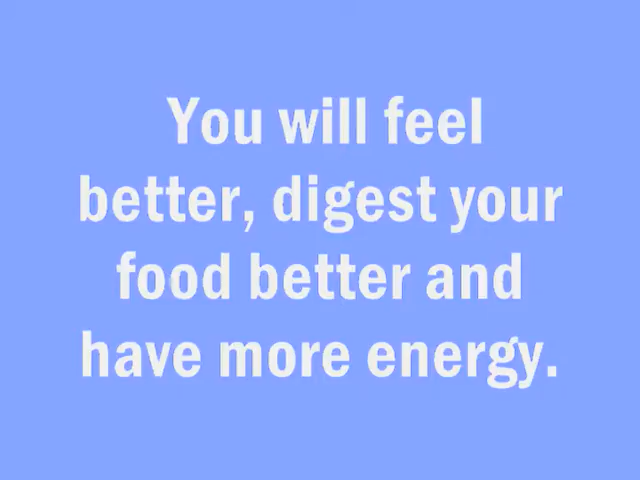 You will feel
better, digest your
food better and
have more energy.